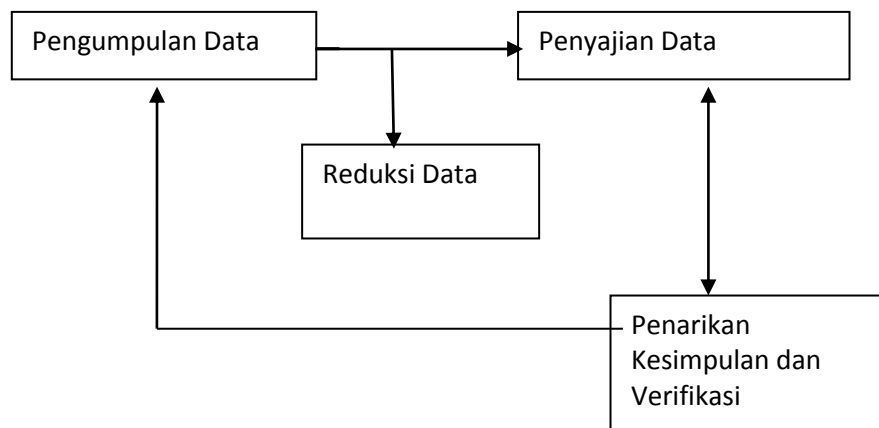 Pengumpulan Data
Penyajian Data
Reduksi Data
Penarikan
Kesimpulan dan
Verifikasi